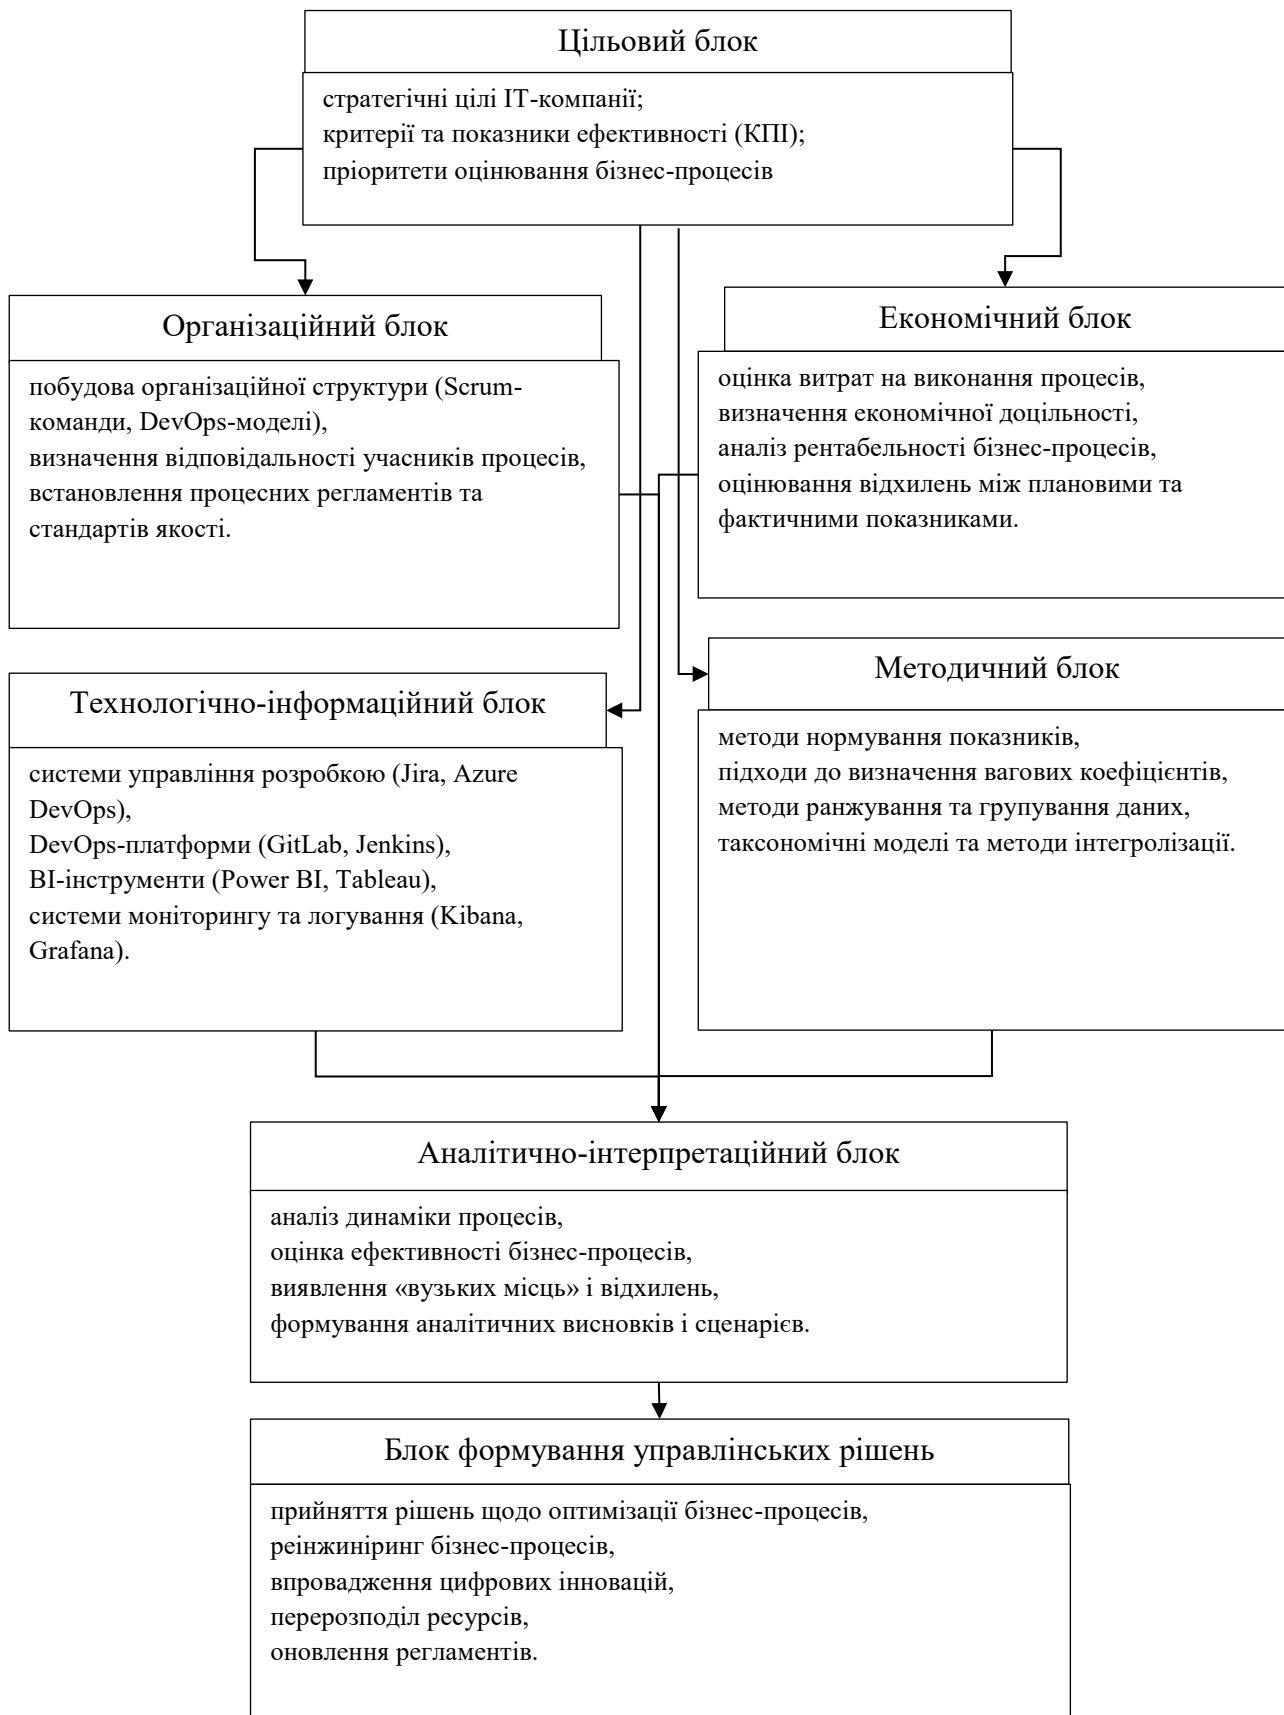 Цільовий блок
стратегічні цілі ІТ-компанії;
критерії та показники ефективності (КПІ);
пріоритети оцінювання бізнес-процесів
Організаційний блок
побудова організаційної структури (Scrum-
команди, DevOps-моделі),
визначення відповідальності учасників процесів,
встановлення процесних регламентів та
стандартів якості.
Економічний блок
оцінка витрат на виконання процесів,
визначення економічної доцільності,
аналіз рентабельності бізнес-процесів,
оцінювання відхилень між плановими та
фактичними показниками.
Технологічно-інформаційний блок
системи управління розробкою (Jira, Azure
DevOps),
DevOps-платформи (GitLab, Jenkins),
BI-інструменти (Power BI, Tableau),
системи моніторингу та логування (Kibana,
Grafana).
Методичний блок
методи нормування показників,
підходи до визначення вагових коефіцієнтів,
методи ранжування та групування даних,
таксономічні моделі та методи інтегролізації.
Аналітично-інтерпретаційний блок
аналіз динаміки процесів,
оцінка ефективності бізнес-процесів,
виявлення «вузьких місць» і відхилень,
формування аналітичних висновків і сценаріїв.
Блок формування управлінських рішень
прийняття рішень щодо оптимізації бізнес-процесів,
реінжиніринг бізнес-процесів,
впровадження цифрових інновацій,
перерозподіл ресурсів,
оновлення регламентів.